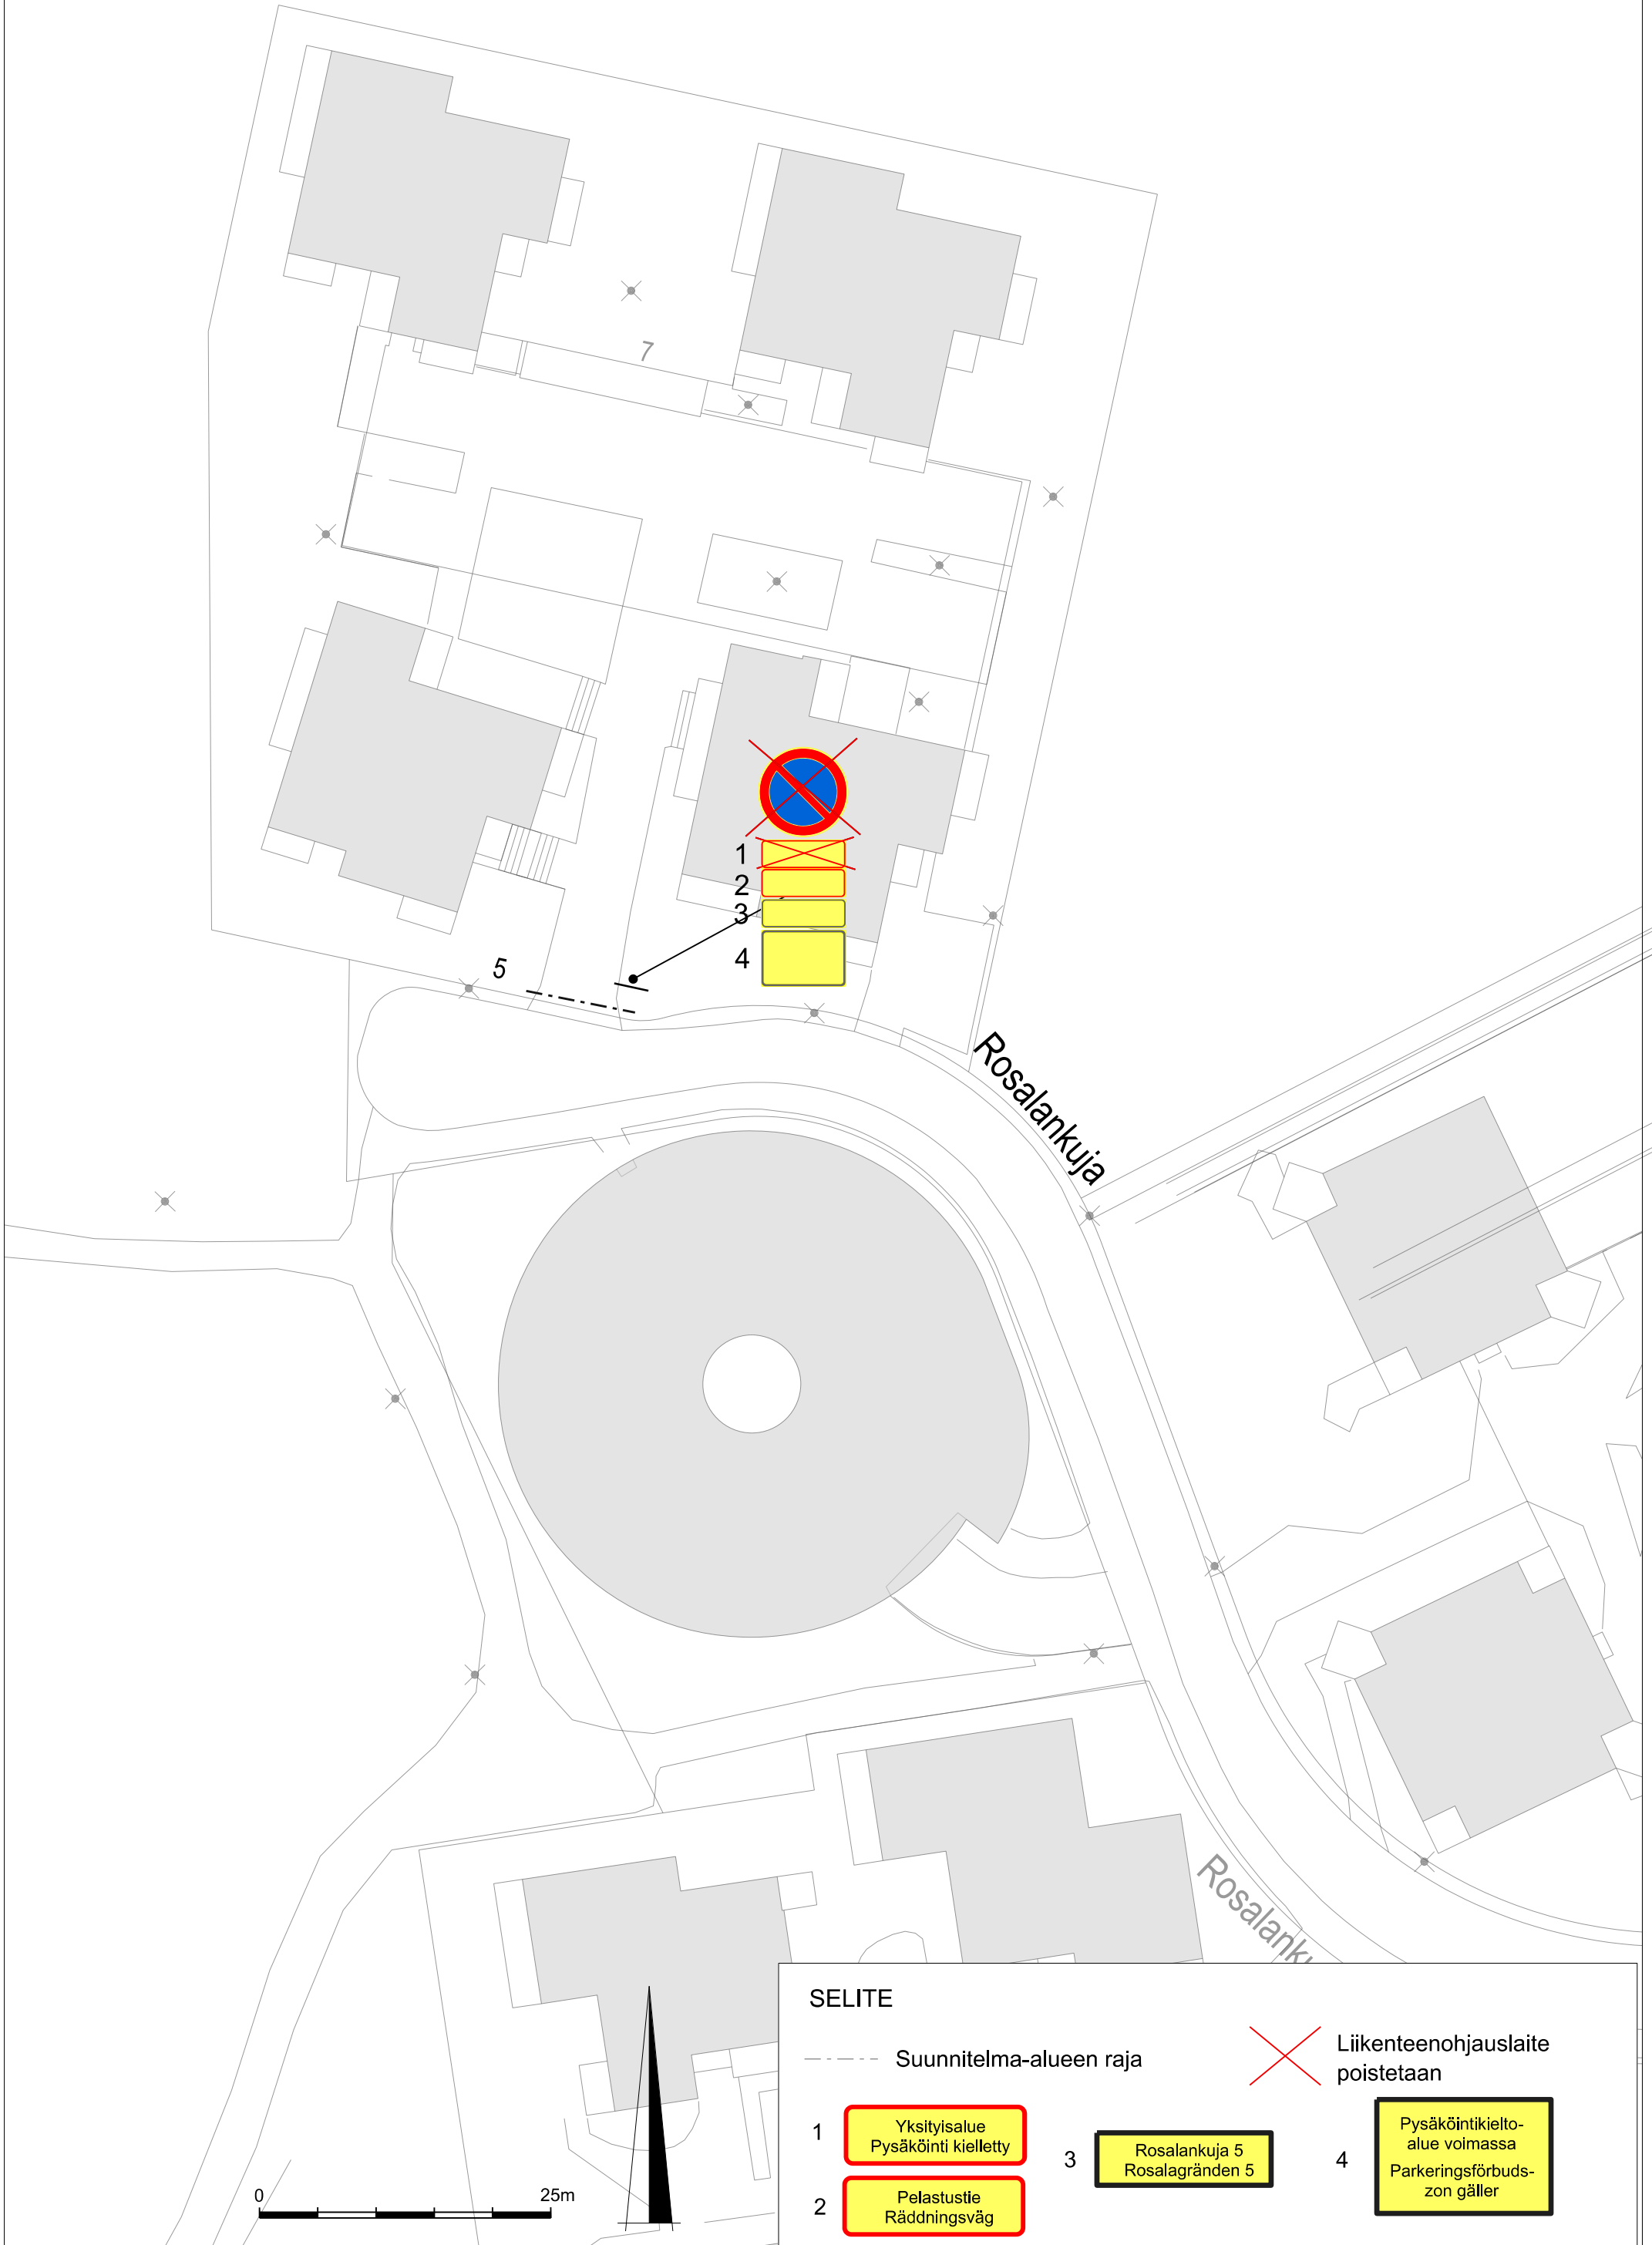 7
1
2
3
4
5
Rosalankuja
Rosalanku
SELITE
Suunnitelma-alueen raja
Liikenteenohjauslaite
poistetaan
1
Yksityisalue
Pysäköinti kielletty
2
Pelastustie
Räddningsväg
3
Rosalankuja 5
Rosalagränden 5
4
Pysäköintikielto-
alue voimassa
Parkeringsförbuds-
zon gäller
0
25m